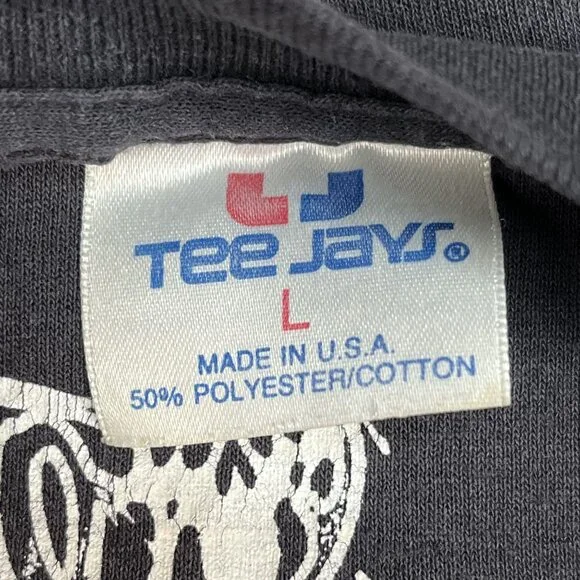 Tee Jays®
L
MADE IN U.S.A.
50% POLYESTER/COTTON